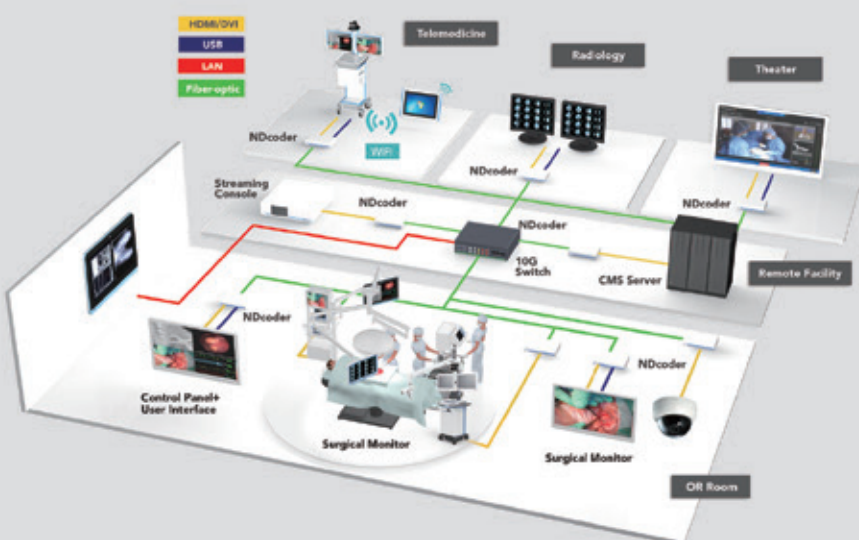 HDMI/DVI
USB
LAN
Fiber-optic
Telemedicine
Radiology
Theater
NDcoder
WiFi
NDcoder
NDcoder
Streaming
Console
NDcoder
NDcoder
10G
Switch
CMS Server
Remote Facility
NDcoder
Control Panel+
User Interface
Surgical Monitor
NDcoder
Surgical Monitor
OR Room